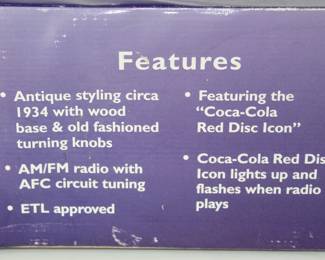 Features
• Antique styling circa
1934 with wood
base & old fashioned
turning knobs
• AM/FM radio with
AFC circuit tuning
• ETL approved
• Featuring the
"Coca-Cola
Red Disc Icon"
• Coca-Cola Red Dis
Icon lights up and
flashes when radio
plays